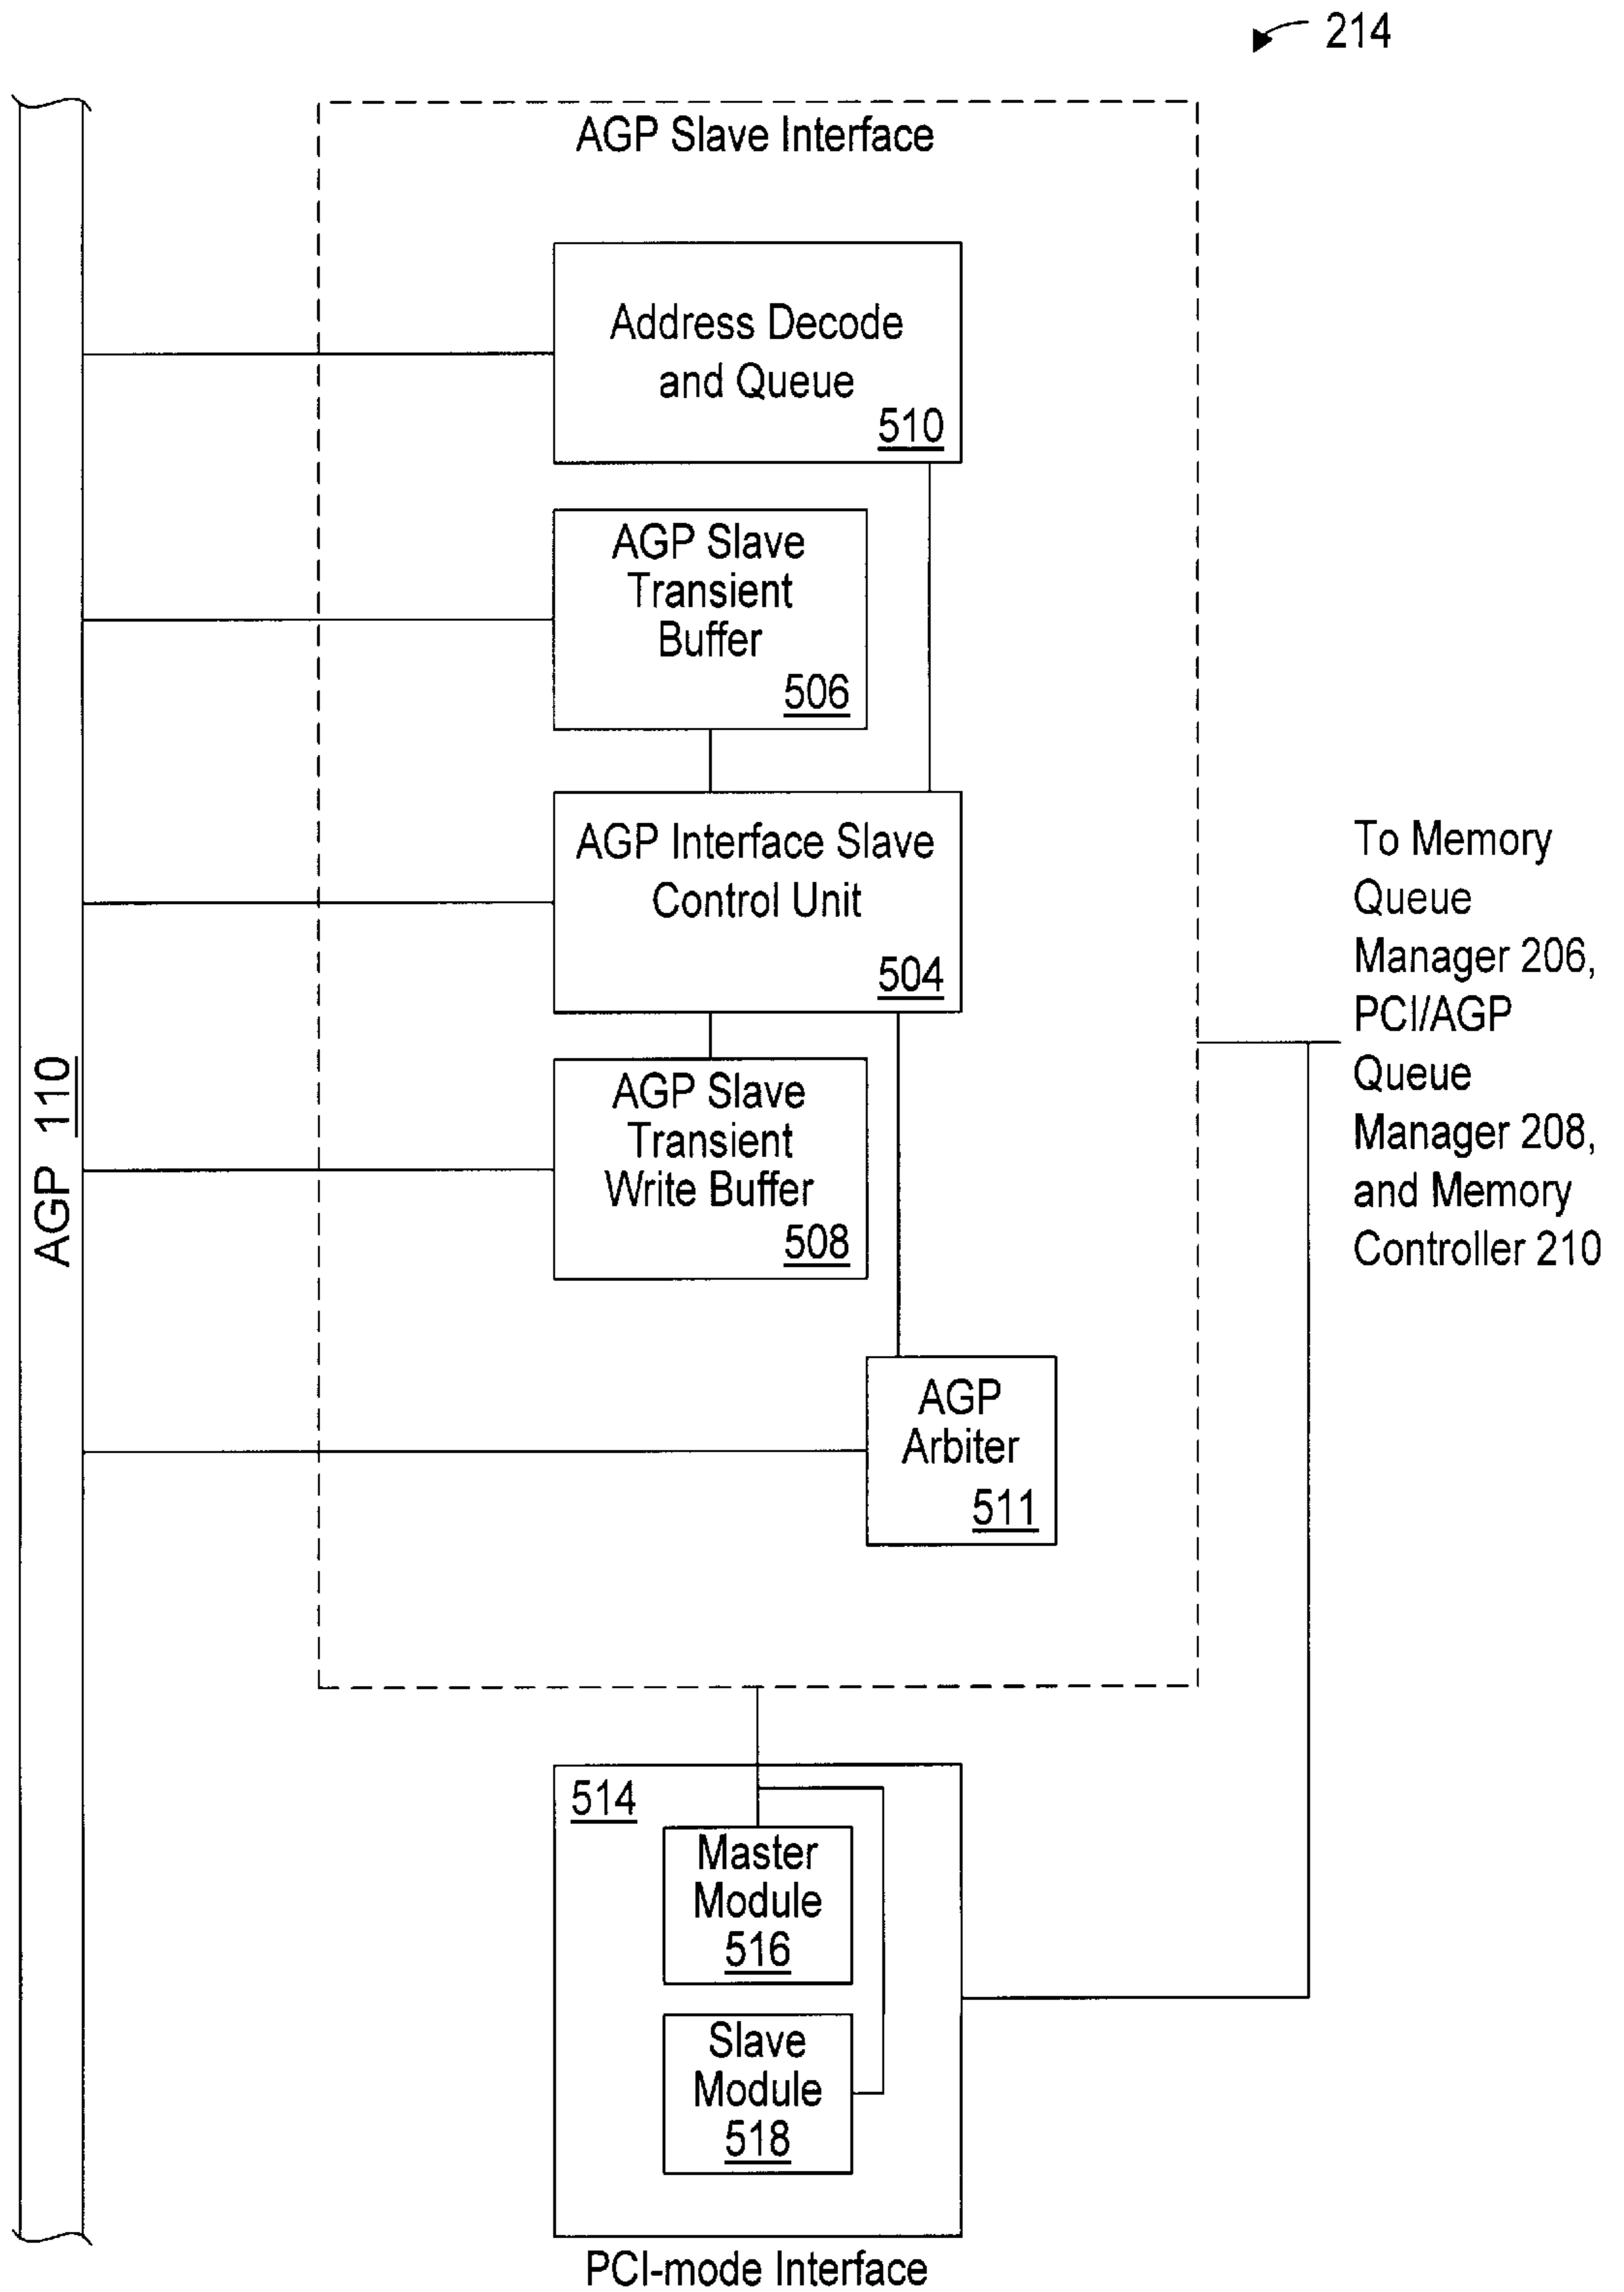 214
AGP Slave Interface
Address Decode
and Queue
510
AGP Slave
Transient
Buffer
506
AGP Interface Slave
Control Unit
504
AGP Slave
Transient
Write Buffer
508
AGP
Arbiter
511
AGP 110
To Memory
Queue
Manager 206,
PCI/AGP
Queue
Manager 208,
and Memory
Controller 210
514
Master
Module
516
Slave
Module
518
PCI-mode Interface